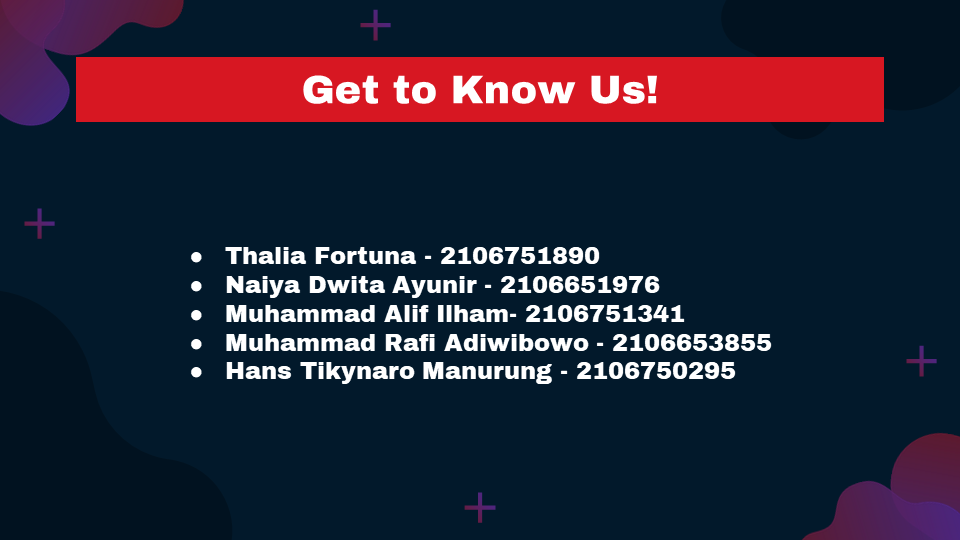 Get to Know Us!
● Thalia Fortuna - 2106751890
● Naiya Dwita Ayunir - 2106651976
● Muhammad Alif Ilham- 2106751341
● Muhammad Rafi Adiwibowo - 2106653855
● Hans Tikynaro Manurung - 2106750295